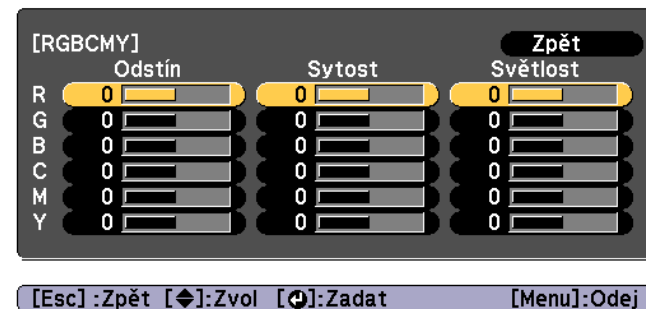 [RGBCMY] Zpět
Odstín Sytost Světlost
R 0 0 0
G 0 0 0
B 0 0 0
C 0 0 0
M 0 0 0
Y 0 0 0
[Esc] :Zpět [◆]:Zvol [↵]:Zadat [Menu]:Odej